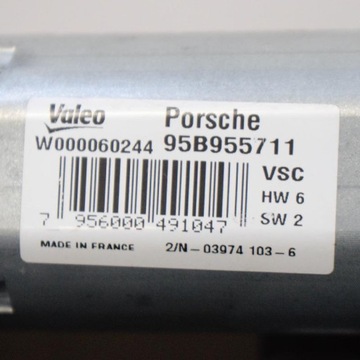 Valeo Porsche
W000060244 95B955711
VSC
HW 6
SW 2
7 956000 491047
MADE IN FRANCE 2/N-03974 103-6